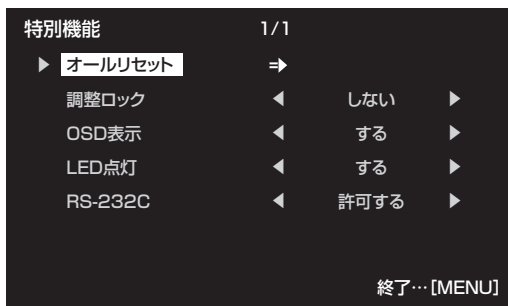 特別機能 1/1
▶ オールリセット ⇒
調整ロック ◀ しない ▶
OSD表示 ◀ する ▶
LED点灯 ◀ する ▶
RS-232C ◀ 許可する ▶
終了…[MENU]